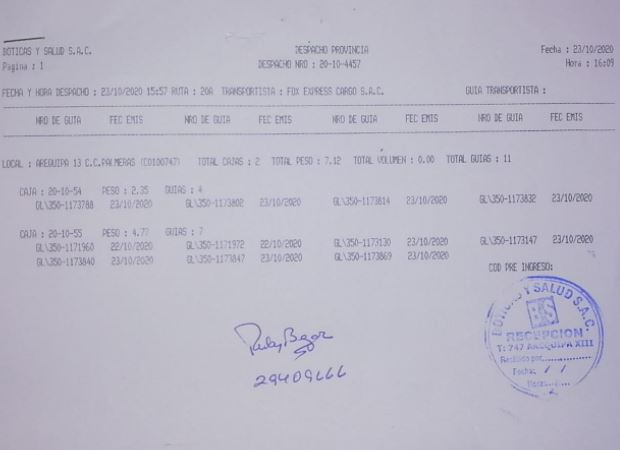 BOTICAS Y SALUD S.A.C. DESPACHO PROVINCIA Fecha : 23/10/2020
Pagina : 1 DESPACHO NRO : 20-10-4457 Hora : 16:09
FECHA Y HORA DESPACHO : 23/10/2020 15:57 RUTA : 20A TRANSPORTISTA : FOX EXPRESS CARGO S.A.C. GUIA TRANSPORTISTA :
NRO DE GUIA FEC EMIS NRO DE GUIA FEC EMIS NRO DE GUIA FEC EMIS NRO DE GUIA FEC EMIS
LOCAL : AREQUIPA 13 C.C.PALMERAS (C0100747) TOTAL CAJAS : 2 TOTAL PESO : 7.12 TOTAL VOLUMEN : 0.00 TOTAL GUIAS : 11
CAJA : 20-10-54 PESO : 2.35 GUIAS : 4
GL\350-1173788 23/10/2020 GL\350-1173802 23/10/2020 GL\350-1173814 23/10/2020 GL\350-1173832 23/10/2020
CAJA : 20-10-55 PESO : 4.77 GUIAS : 7
GL\350-1171960 22/10/2020 GL\350-1171972 22/10/2020 GL\350-1173130 23/10/2020 GL\350-1173147 23/10/2020
GL\350-1173840 23/10/2020 GL\350-1173847 23/10/2020 GL\350-1173869 23/10/2020
COD PRE INGRESO:
BOTICAS Y SALUD S.A.C.
BS
RECEPCION
T: 747 AREQUIPA XIII
Recibido por
Fecha: / /
Hora:
29409666